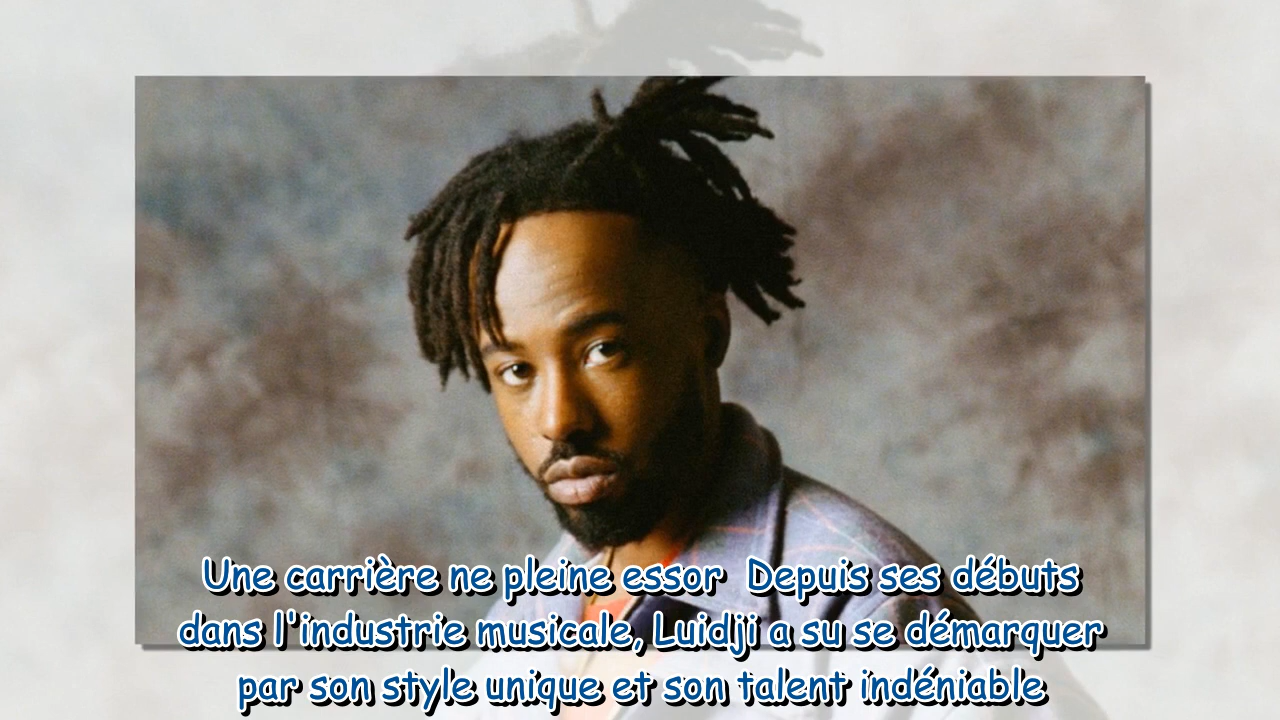 Une carrière ne pleine essor  Depuis ses débuts
dans l'industrie musicale, Luidji a su se démarquer
par son style unique et son talent indéniable